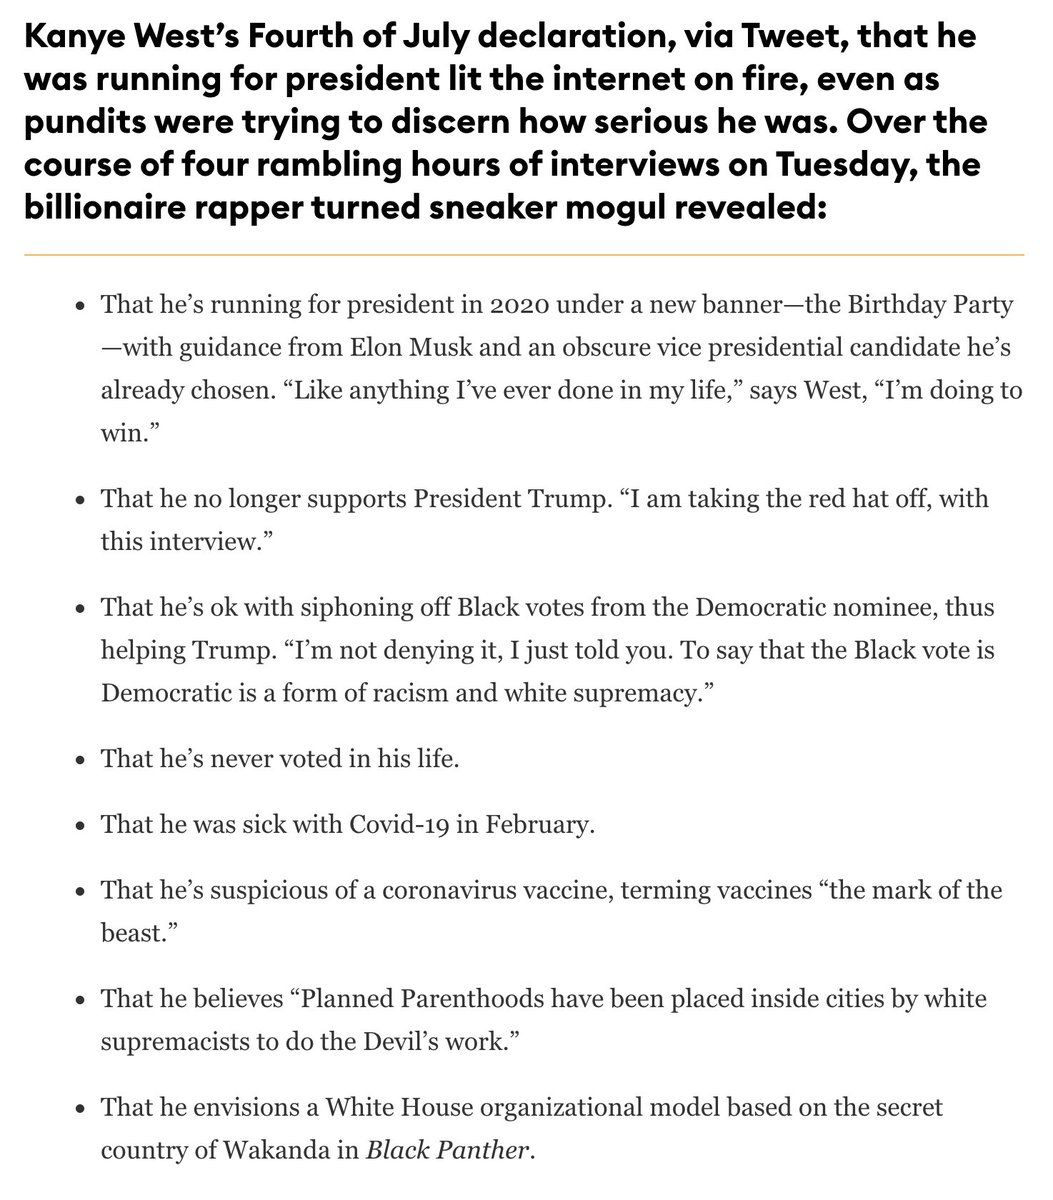 Kanye West’s Fourth of July declaration, via Tweet, that he
was running for president lit the internet on fire, even as
pundits were trying to discern how serious he was. Over the
course of four rambling hours of interviews on Tuesday, the
billionaire rapper turned sneaker mogul revealed:
• That he’s running for president in 2020 under a new banner—the Birthday Party
—with guidance from Elon Musk and an obscure vice presidential candidate he’s
already chosen. “Like anything I’ve ever done in my life,” says West, “I’m doing to
win.”
• That he no longer supports President Trump. “I am taking the red hat off, with
this interview.”
• That he’s ok with siphoning off Black votes from the Democratic nominee, thus
helping Trump. “I’m not denying it, I just told you. To say that the Black vote is
Democratic is a form of racism and white supremacy.”
• That he’s never voted in his life.
• That he was sick with Covid-19 in February.
• That he’s suspicious of a coronavirus vaccine, terming vaccines “the mark of the
beast.”
• That he believes “Planned Parenthoods have been placed inside cities by white
supremacists to do the Devil’s work.”
• That he envisions a White House organizational model based on the secret
country of Wakanda in Black Panther.